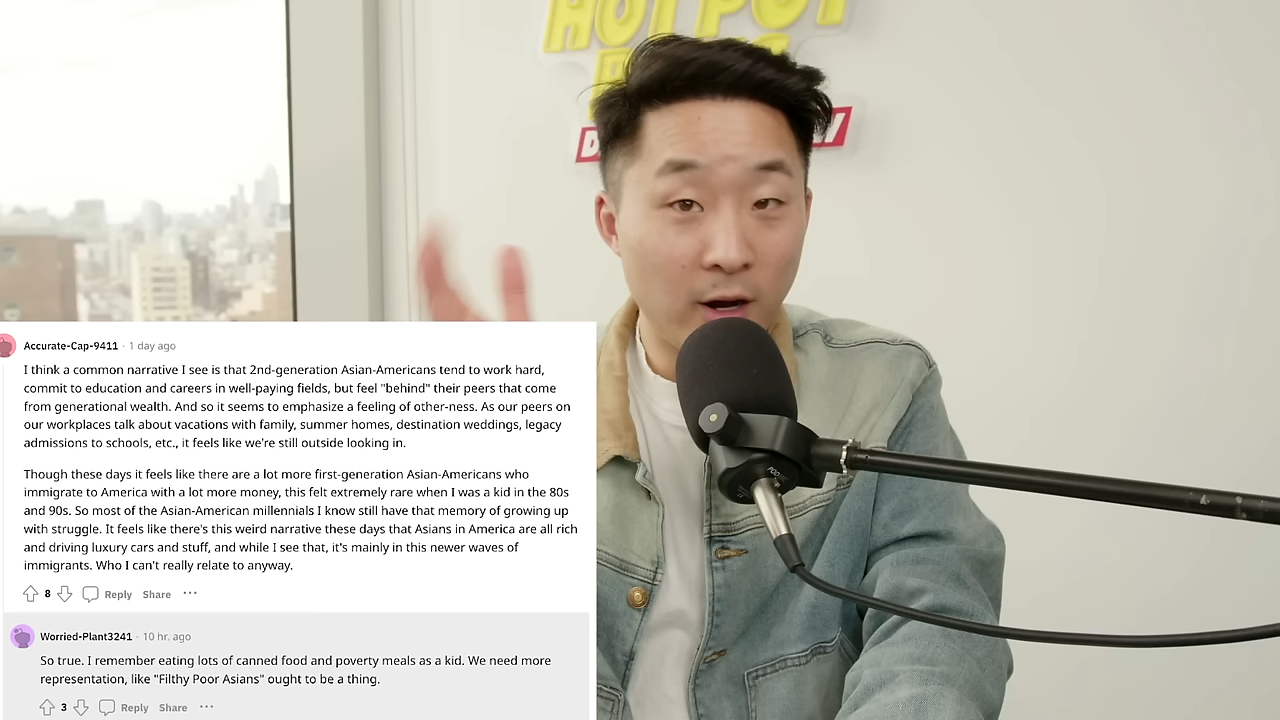 HOT POT
Accurate-Cap-9411 · 1 day ago
I think a common narrative I see is that 2nd-generation Asian-Americans tend to work hard,
commit to education and careers in well-paying fields, but feel "behind" their peers that come
from generational wealth. And so it seems to emphasize a feeling of other-ness. As our peers on
our workplaces talk about vacations with family, summer homes, destination weddings, legacy
admissions to schools, etc., it feels like we're still outside looking in.
Though these days it feels like there are a lot more first-generation Asian-Americans who
immigrate to America with a lot more money, this felt extremely rare when I was a kid in the 80s
and 90s. So most of the Asian-American millennials I know still have that memory of growing up
with struggle. It feels like there's this weird narrative these days that Asians in America are all rich
and driving luxury cars and stuff, and while I see that, it's mainly in this newer waves of
immigrants. Who I can't really relate to anyway.
8 Reply Share ···
Worried-Plant3241 · 10 hr. ago
So true. I remember eating lots of canned food and poverty meals as a kid. We need more
representation, like "Filthy Poor Asians" ought to be a thing.
3 Reply Share ···